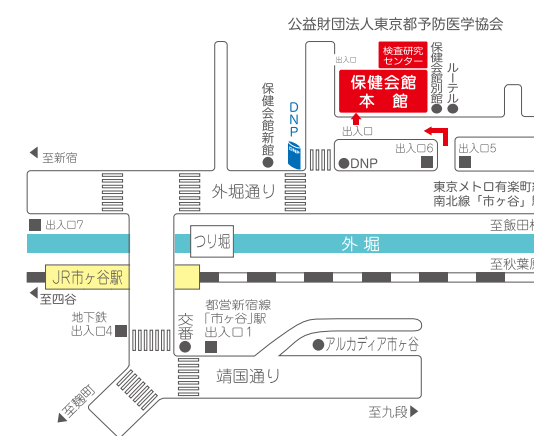 公益財団法人東京都予防医学協会
出入口
検査研究
センター
保健会館別館
ルーテル
保健会館
本　館
保健会館新館
DNP
DNP
出入口
出入口6
出入口5
DNP
至新宿
外堀通り
東京メトロ有楽町
南北線「市ヶ谷」
出入口7
つり堀
外 堀
至飯田
至秋葉
JR市ヶ谷駅
至四谷
地下鉄
出入口4
交番
都営新宿線
「市ヶ谷」駅
出入口1
アルカディア市ヶ谷
靖国通り
至麹町
至九段